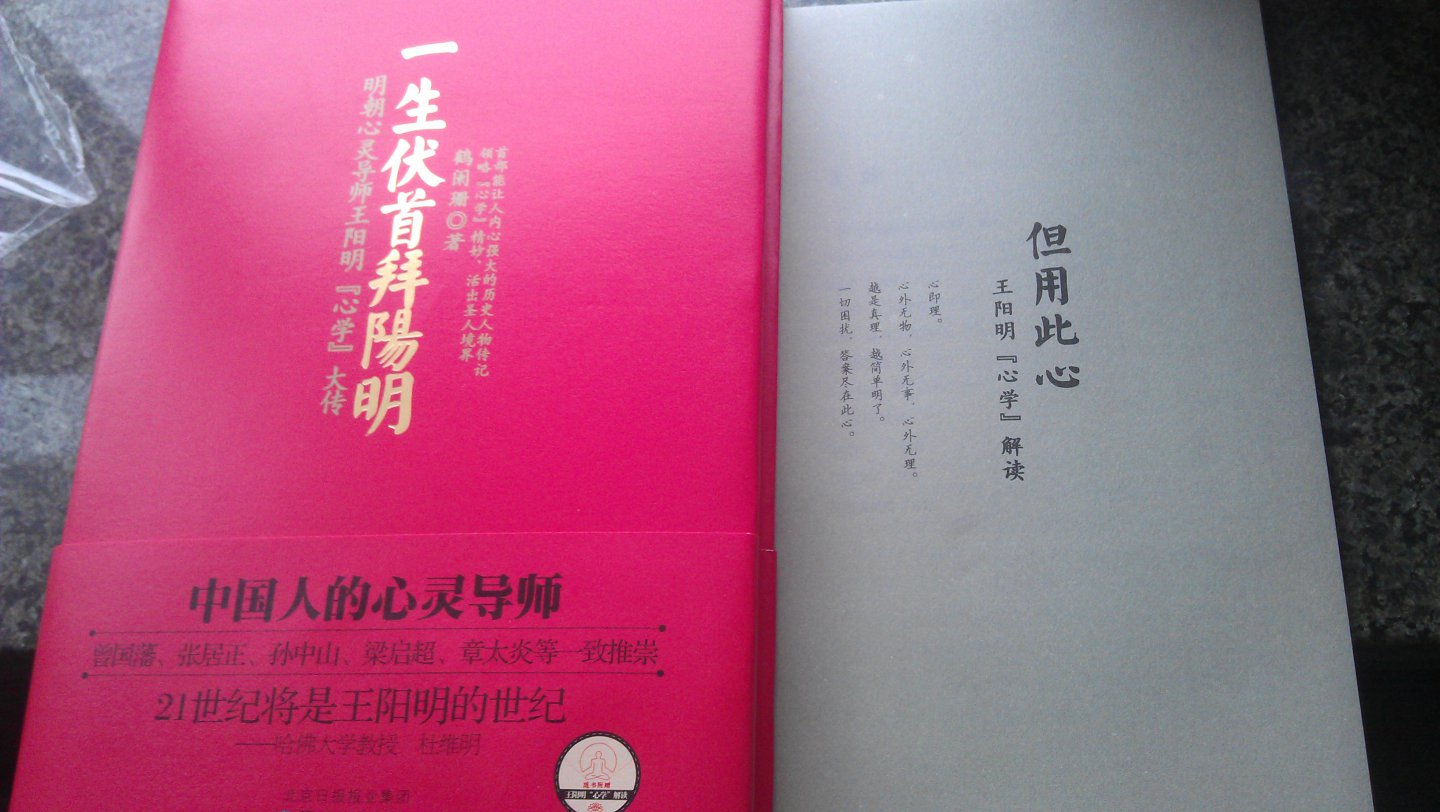 一生伏首拜陽明
明朝心灵导师王阳明『心学』大传
首部能让人内心强大的历史人物传记
领略『心学』精妙、活出圣人境界
鹤闲珊◎著
中国人的心灵导师
曾国藩、张居正、孙中山、梁启超、章太炎等一致推崇
21世纪将是王阳明的世纪
——哈佛大学教授 杜维明
北京日报报业集团
随书附赠
王阳明“心学”解读
但用此心
王阳明『心学』解读
心即理。
心外无物，心外无事，心外无理。
越是真理，越简单明了。
一切困扰，答案尽在此心。